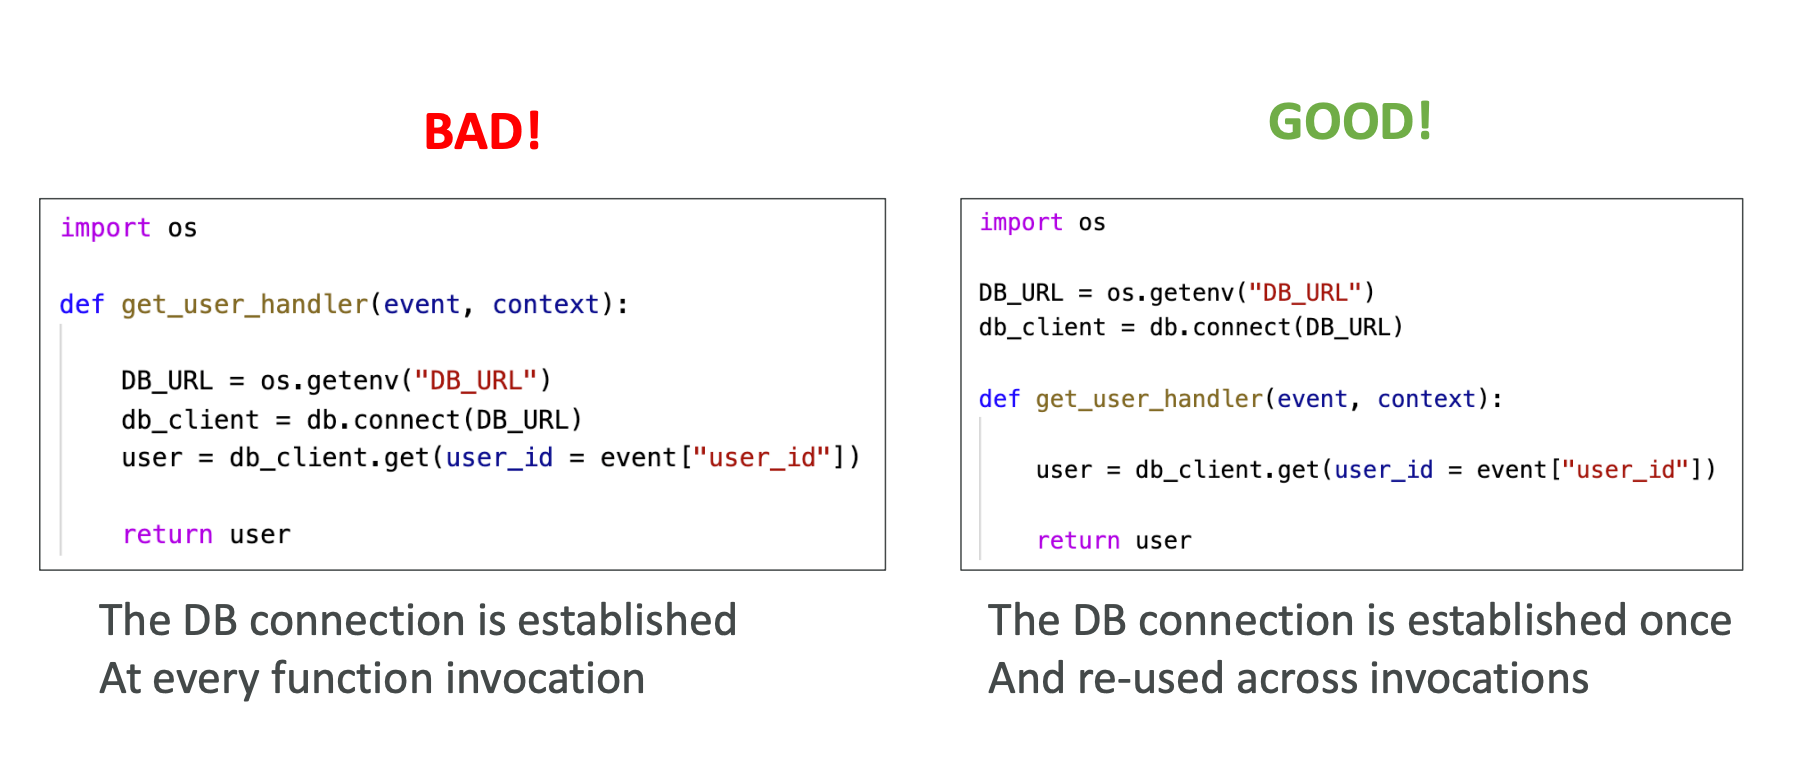 BAD!
import os
def get_user_handler(event, context):
DB_URL = os.getenv("DB_URL")
db_client = db.connect(DB_URL)
user = db_client.get(user_id = event["user_id"])
return user
The DB connection is established
At every function invocation
GOOD!
import os
DB_URL = os.getenv("DB_URL")
db_client = db.connect(DB_URL)
def get_user_handler(event, context):
user = db_client.get(user_id = event["user_id"])
return user
The DB connection is established once
And re-used across invocations